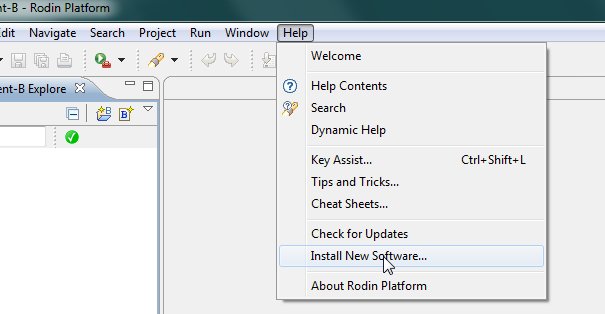 nt-B - Rodin Platform
Edit Navigate Search Project Run Window Help
ent-B Explore
Welcome
Help Contents
Search
Dynamic Help
Key Assist... Ctrl+Shift+L
Tips and Tricks...
Cheat Sheets...
Check for Updates
Install New Software...
About Rodin Platform